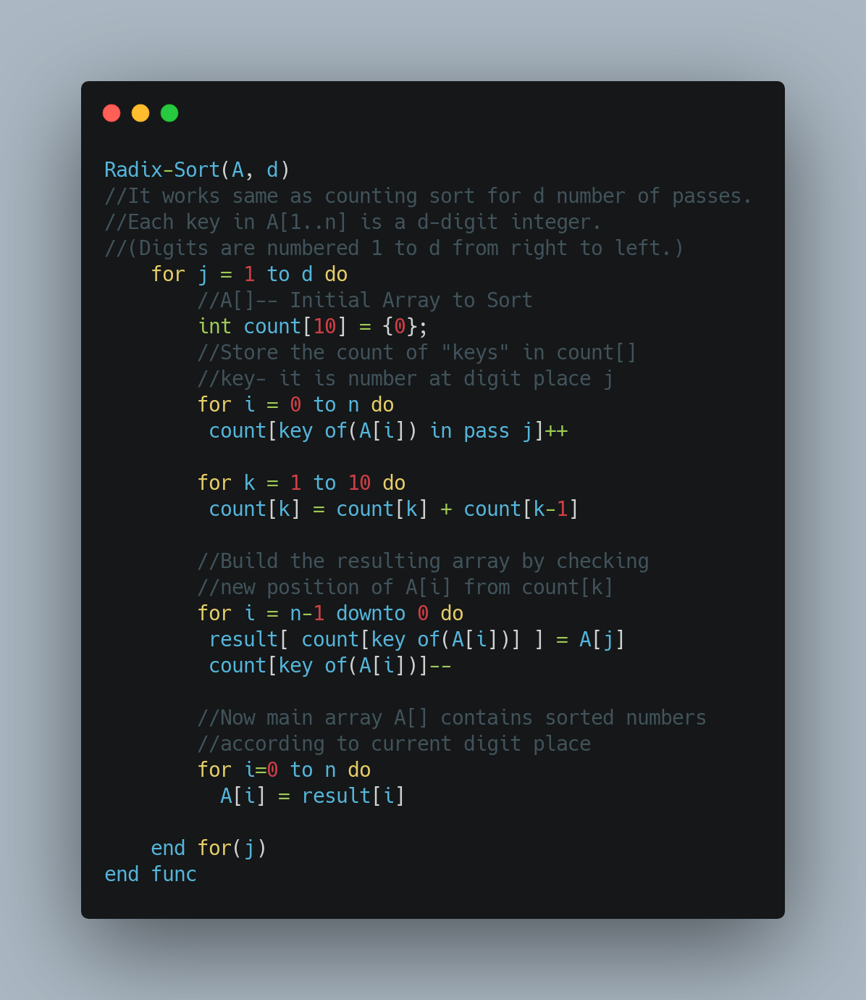 Radix-Sort(A, d)
//It works same as counting sort for d number of passes.
//Each key in A[1..n] is a d-digit integer.
//(Digits are numbered 1 to d from right to left.)
    for j = 1 to d do
        //A[]-- Initial Array to Sort
        int count[10] = {0};
        //Store the count of "keys" in count[]
        //key- it is number at digit place j
        for i = 0 to n do
         count[key of(A[i]) in pass j]++

        for k = 1 to 10 do
         count[k] = count[k] + count[k-1]

        //Build the resulting array by checking
        //new position of A[i] from count[k]
        for i = n-1 downto 0 do
         result[ count[key of(A[i])] ] = A[j]
         count[key of(A[i])]--

        //Now main array A[] contains sorted numbers
        //according to current digit place
        for i=0 to n do
          A[i] = result[i]

    end for(j)
end func